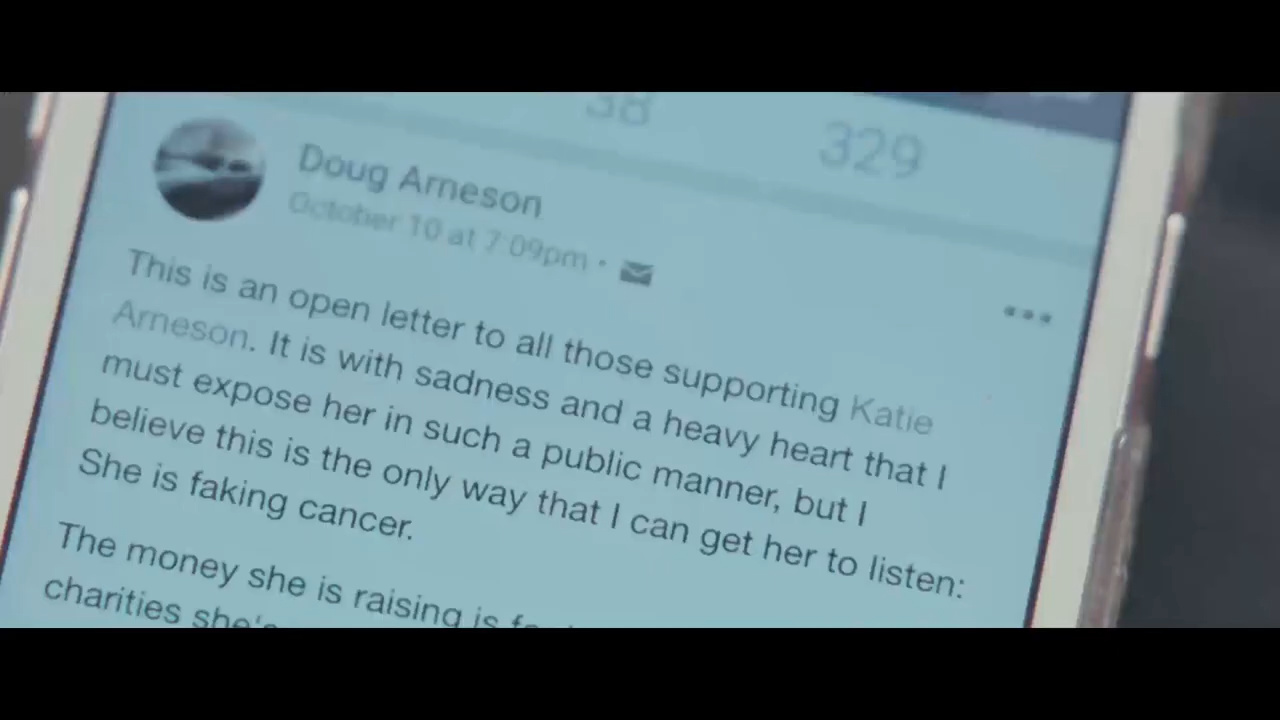 38
329
Doug Arneson
October 10 at 7:09pm •
This is an open letter to all those supporting Katie
Arneson. It is with sadness and a heavy heart that I
must expose her in such a public manner, but I
believe this is the only way that I can get her to listen:
She is faking cancer.
The money she is raising is
charities she's